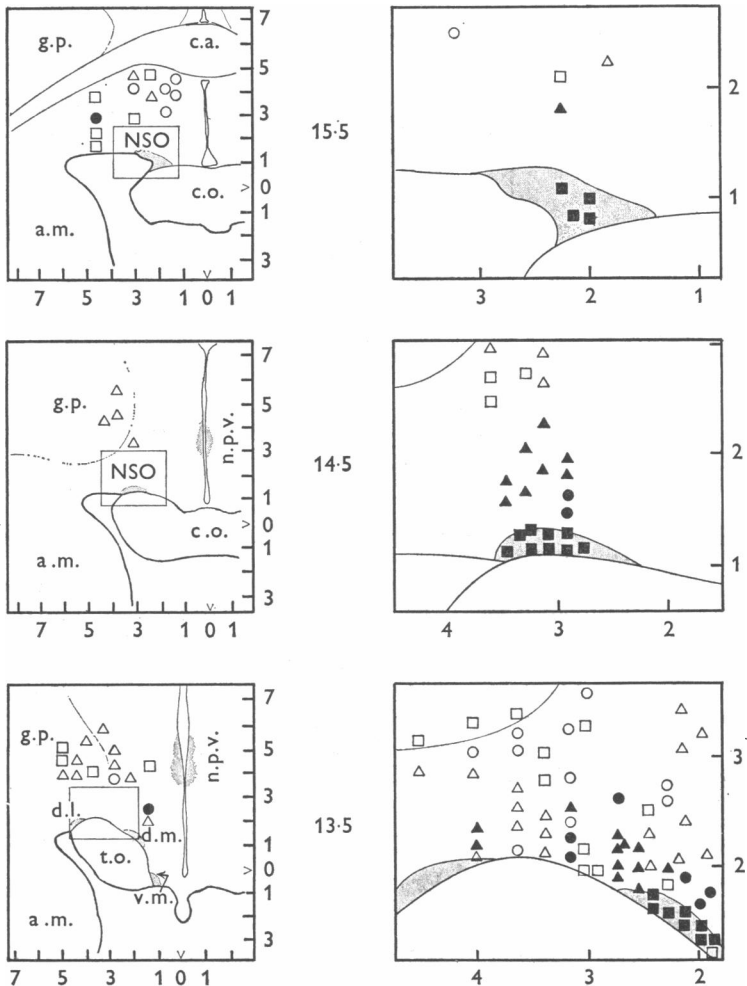 g.p.
c.a.
NSO
c.o.
a.m.
7
5
3
1
>0
1
3
7 5 3 1 0 1
v
15·5
2
1
3 2 1
g.p.
n.p.v.
NSO
c.o.
a.m.
7
5
3
1
>0
1
3
7 5 3 1 0 1
v
14·5
2
1
4 3 2
g.p.
n.p.v.
d.l.
d.m.
t.o.
v.m.
a.m.
7
5
3
1
>0
1
3
7 5 3 1 0 1
v
13·5
3
2
4 3 2